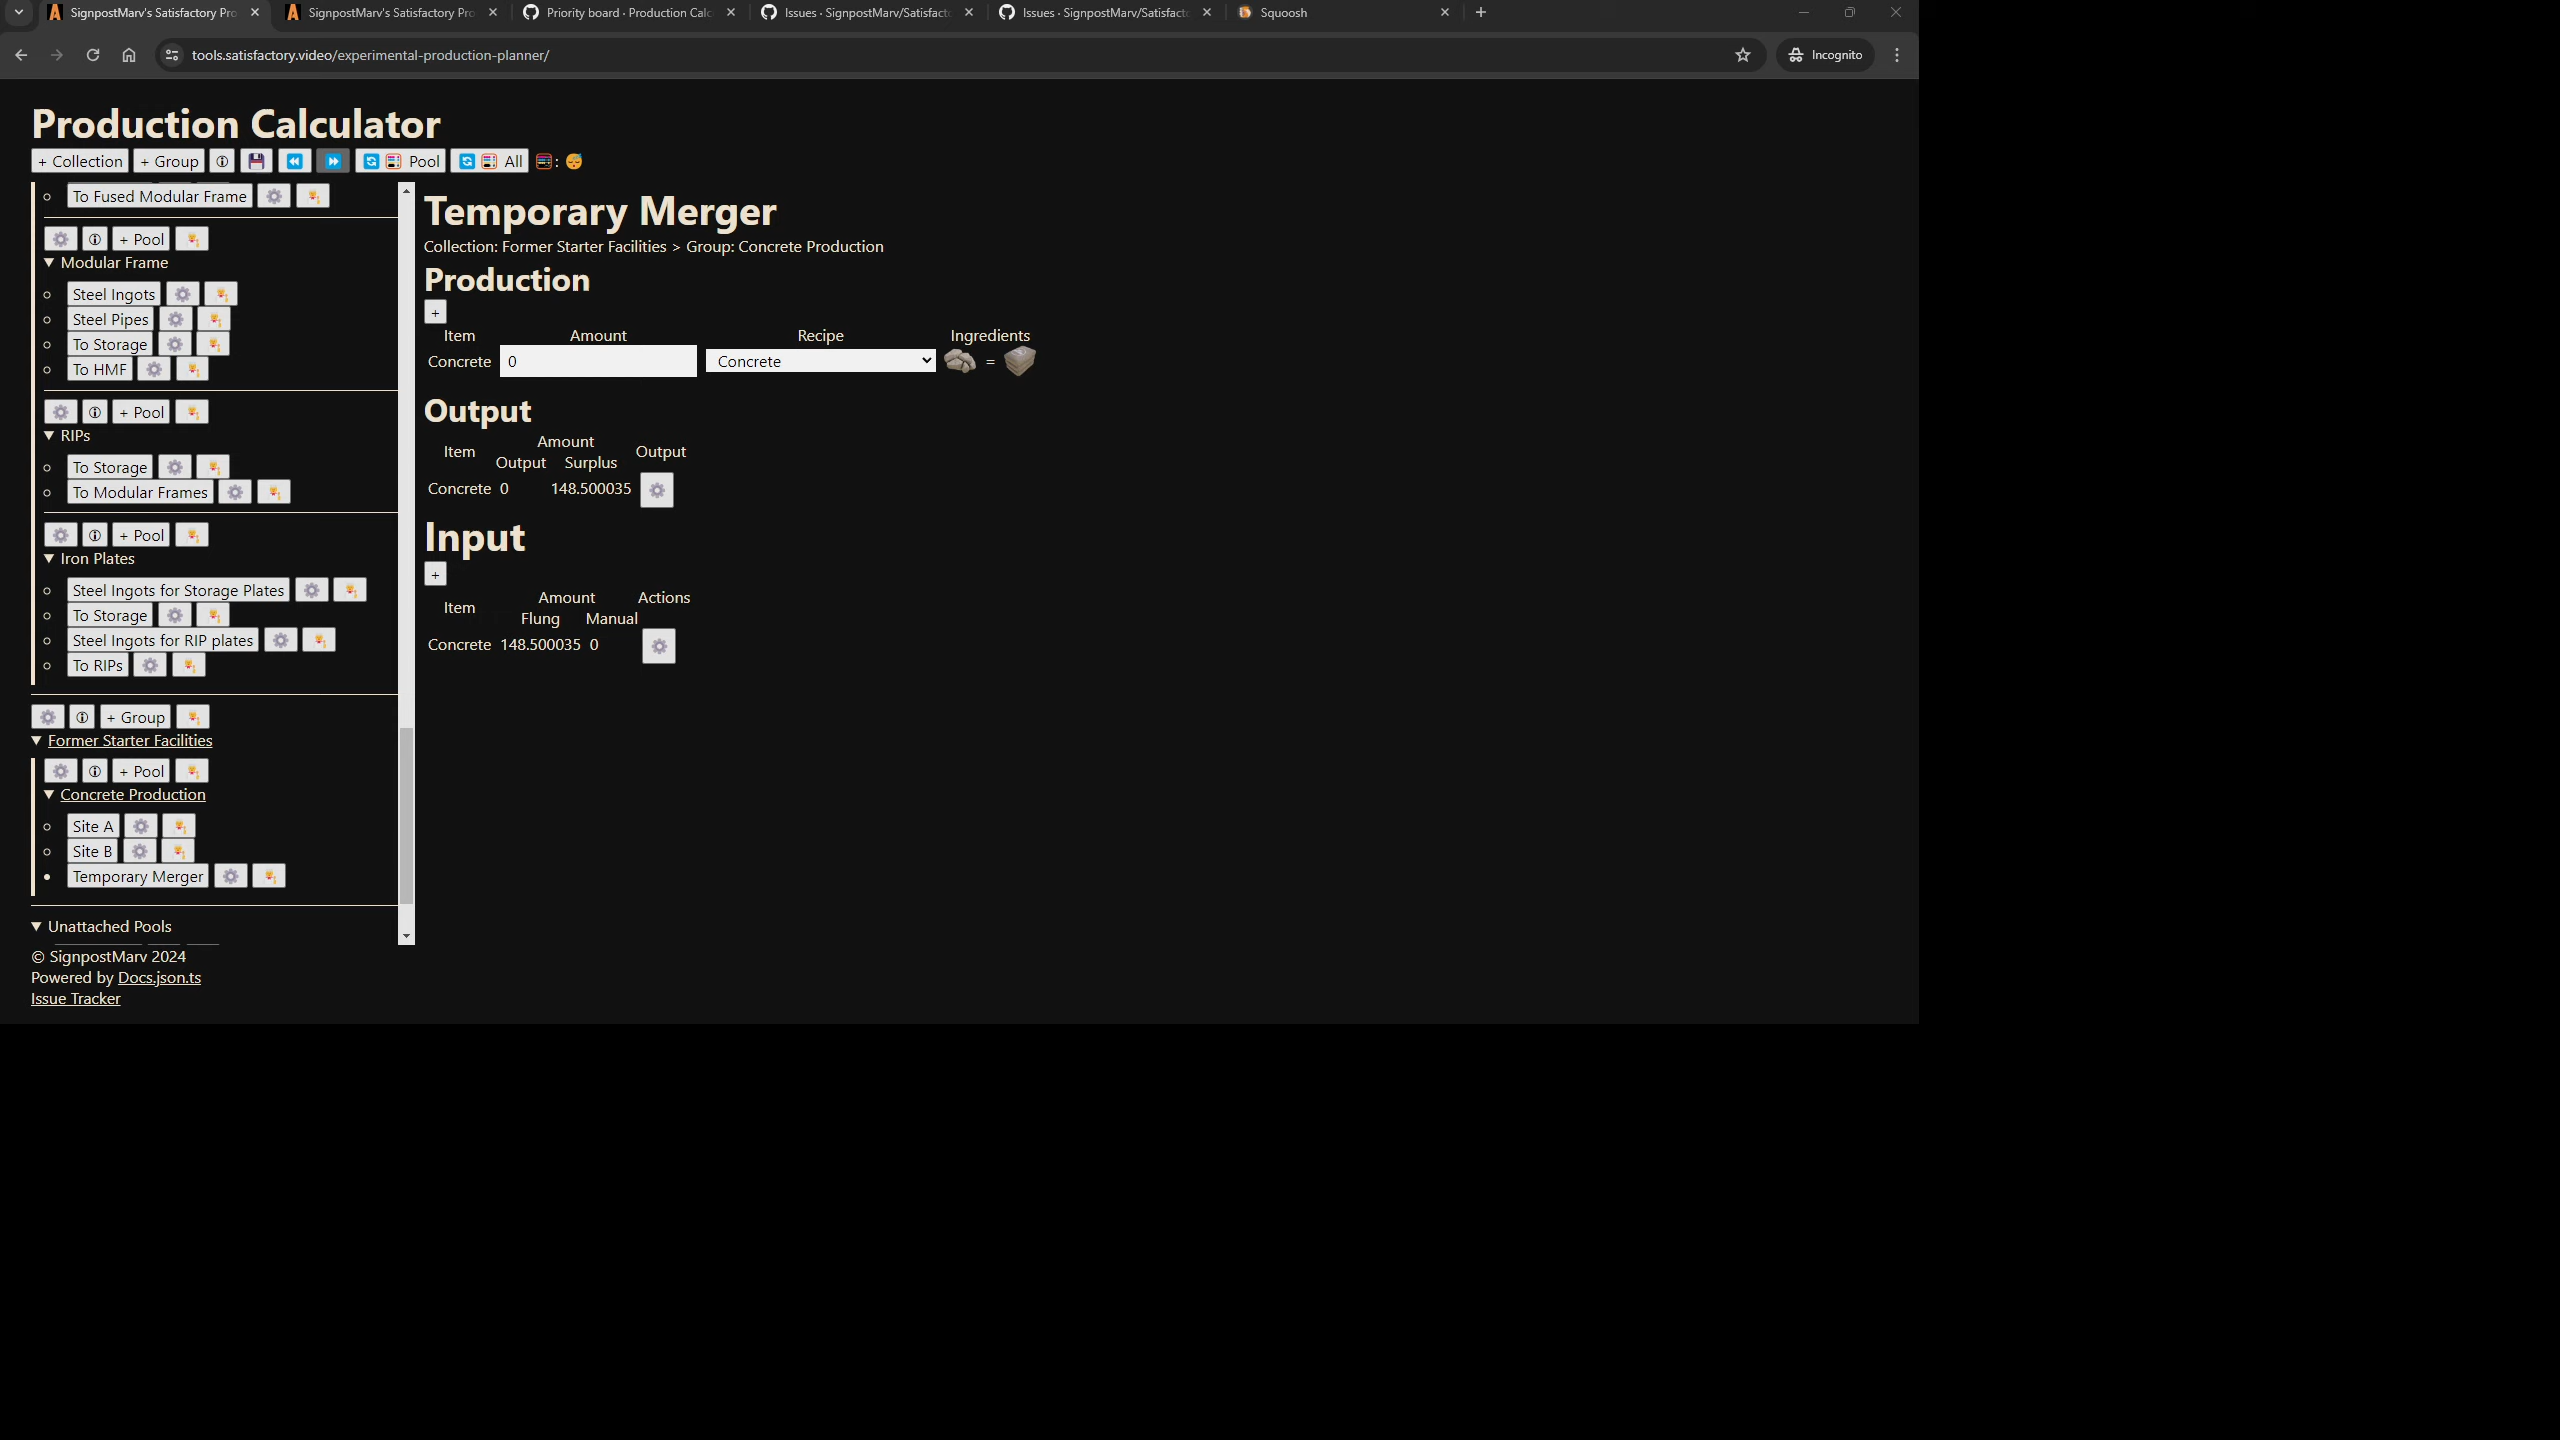 SignpostMarv's Satisfactory Pro
SignpostMarv's Satisfactory Pro
Priority board · Production Calc
Issues · SignpostMarv/Satisfact
Issues · SignpostMarv/Satisfact
Squoosh
tools.satisfactory.video/experimental-production-planner/
Incognito
Production Calculator
+ Collection
+ Group
Pool
All
:
To Fused Modular Frame
+ Pool
Modular Frame
Steel Ingots
Steel Pipes
To Storage
To HMF
+ Pool
RIPs
To Storage
To Modular Frames
+ Pool
Iron Plates
Steel Ingots for Storage Plates
To Storage
Steel Ingots for RIP plates
To RIPs
+ Group
Former Starter Facilities
+ Pool
Concrete Production
Site A
Site B
Temporary Merger
Unattached Pools
© SignpostMarv 2024
Powered by Docs.json.ts
Issue Tracker
Temporary Merger
Collection: Former Starter Facilities > Group: Concrete Production
Production
+
Item Amount Recipe Ingredients
Concrete 0 Concrete =
Output
Item Amount Output
Output Surplus
Concrete 0 148.500035
Input
+
Item Amount Actions
Flung Manual
Concrete 148.500035 0